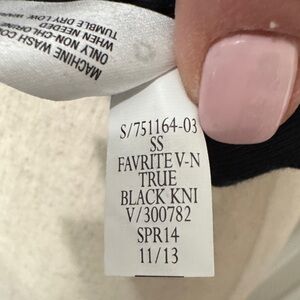 MACHINE WASH COLD
ONLY NON-CHLORINE
WHEN NEEDED
TUMBLE DRY LOW
S/751164-03
SS
FAVRITE V-N
TRUE
BLACK KNI
V/300782
SPR14
11/13